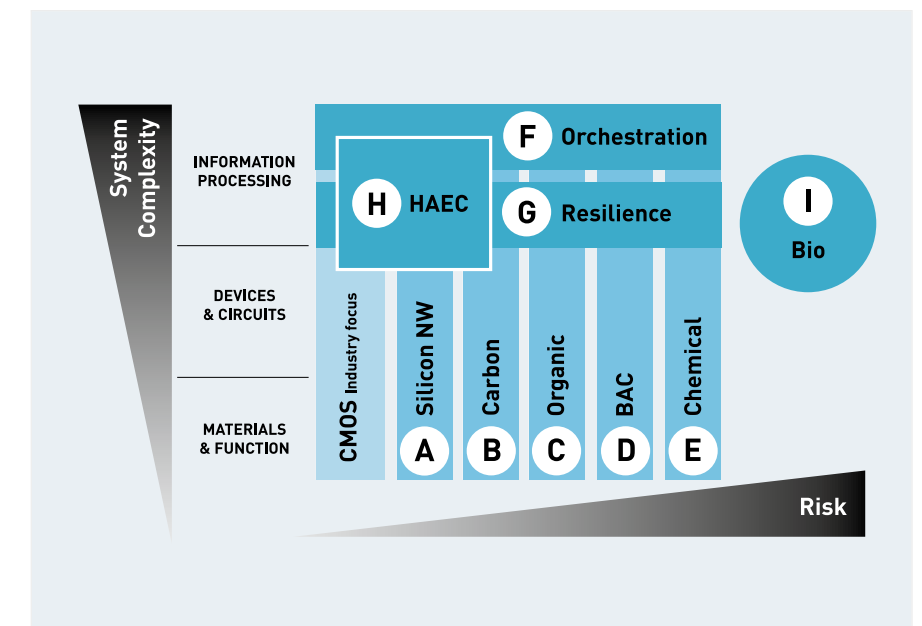 System
Complexity
INFORMATION
PROCESSING
DEVICES
& CIRCUITS
MATERIALS
& FUNCTION
F Orchestration
H HAEC
G Resilience
I
Bio
CMOS Industry focus
Silicon NW
A
Carbon
B
Organic
C
BAC
D
Chemical
E
Risk